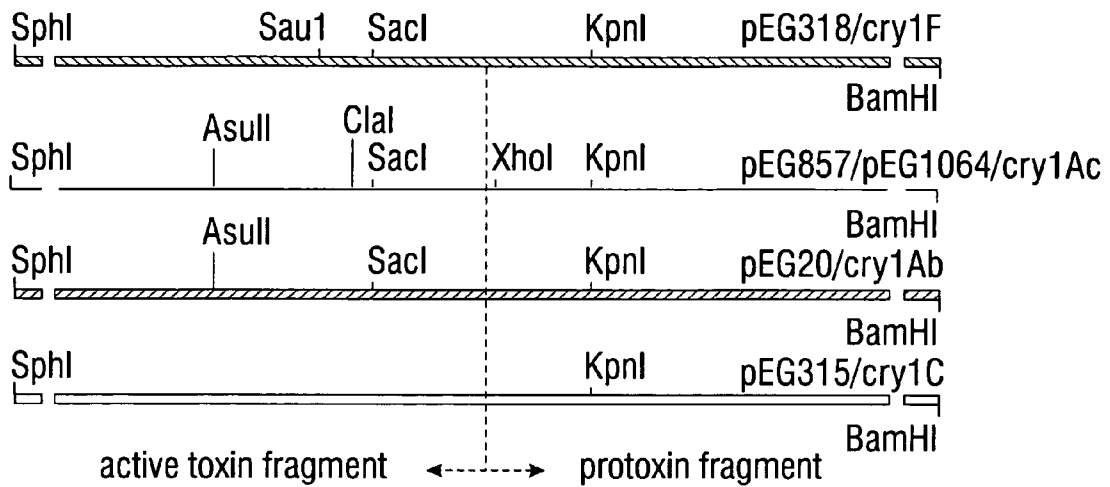 SphI Sau1 SacI KpnI pEG318/cry1F
BamHI
AsuII ClaI
SphI SacI XhoI KpnI pEG857/pEG1064/cry1Ac
BamHI
AsuII
SphI SacI KpnI pEG20/cry1Ab
BamHI
SphI KpnI pEG315/cry1C
BamHI
active toxin fragment protoxin fragment